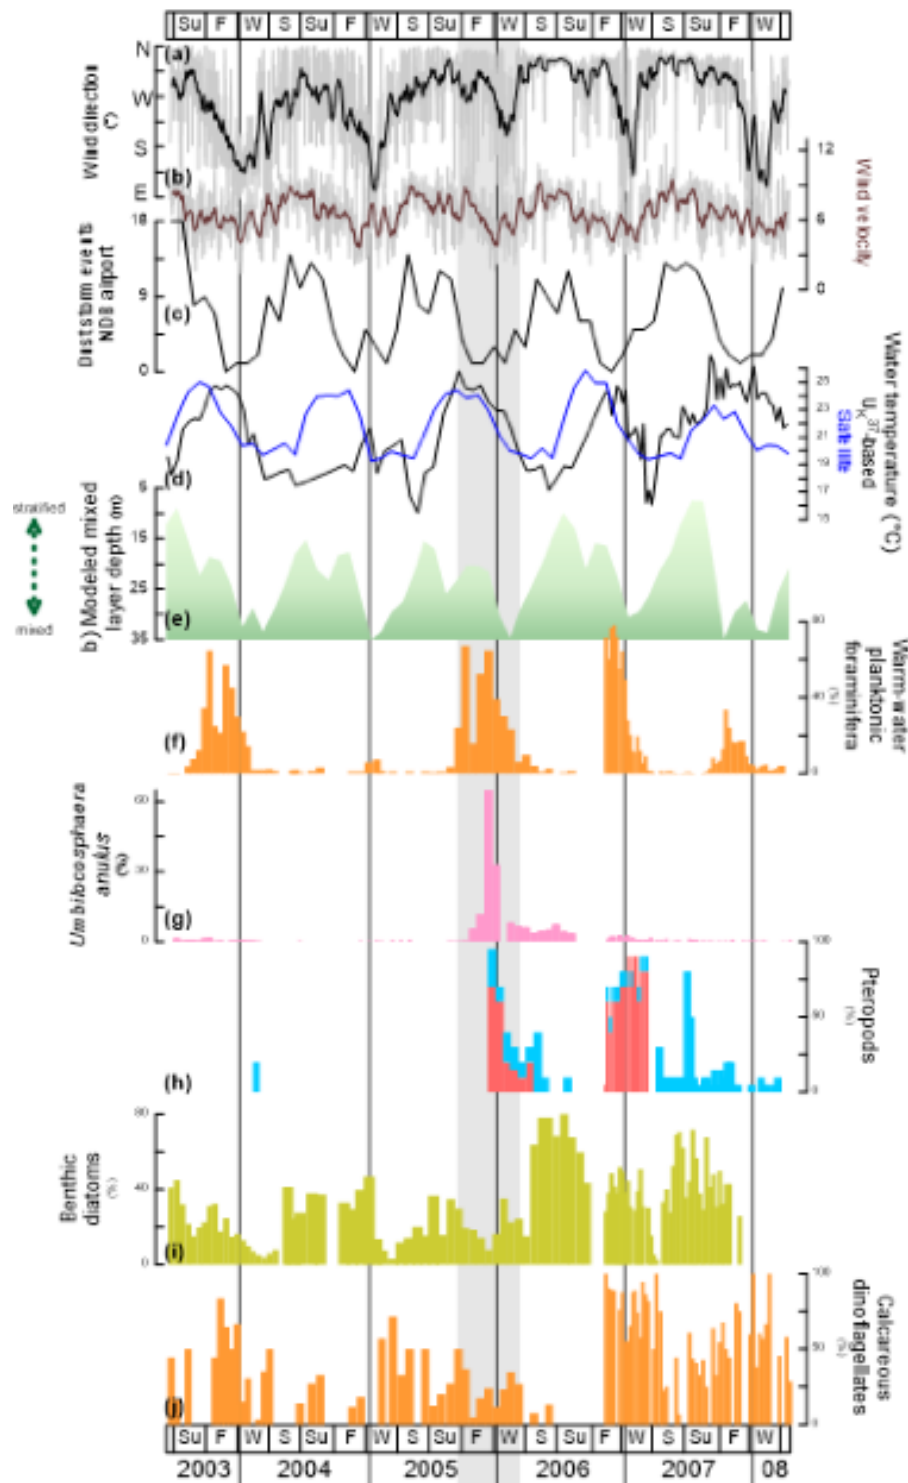 Su F W S Su F W S F W S Su F W S Su F W
(a)
N
W
S
E
Wind direction
(°)
(b)
12
6
0
Wind velocity
18
9
0
Dust storm events
NDB airport
(c)
25
23
21
19
17
15
Water temperature (°C)
U K 37-based
Satellite
(d)
5
15
25
35
b) Modeled mixed
layer depth (m)
stratified
mixed
(e)
80
40
0
(%)
Warm-water
planktonic
foraminifera
(f)
60
30
0
Umbilicosphaera
anulus
(%)
(g)
100
50
0
Pteropods
(%)
(h)
80
40
0
Benthic
diatoms
(%)
(i)
100
50
0
Calcareous
dinoflagellates
(%)
(j)
Su F W S Su F W S Su F W S Su F W S F W
2003 2004 2005 2006 2007 08